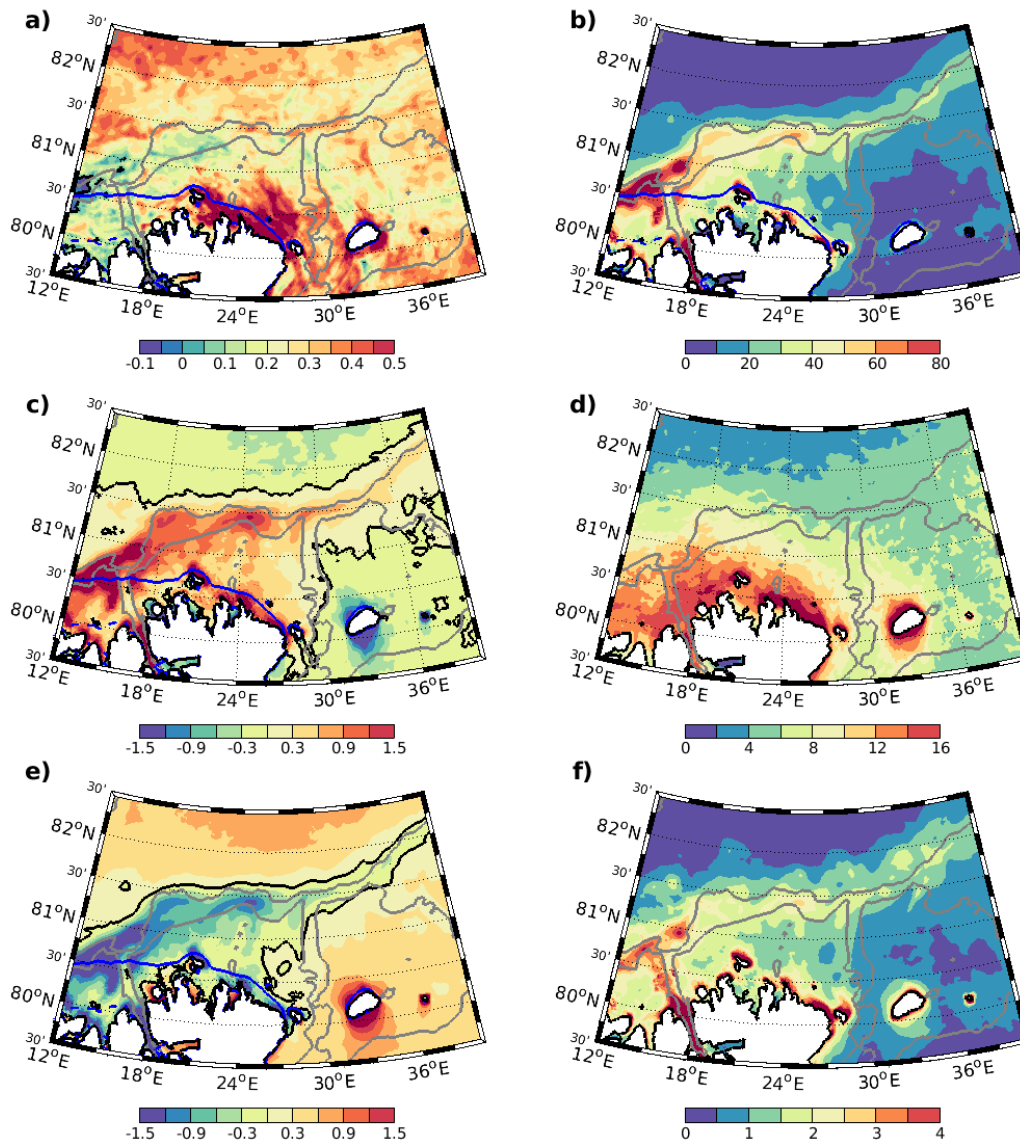 a)
30'
82°N
30'
81°N
30'
80°N
30'
12°E
18°E
24°E
30°E
36°E
-0.1 0 0.1 0.2 0.3 0.4 0.5
b)
30'
82°N
30'
81°N
30'
80°N
30'
12°E
18°E
24°E
30°E
36°E
0 20 40 60 80
c)
30'
82°N
30'
81°N
30'
80°N
30'
12°E
18°E
24°E
30°E
36°E
-1.5 -0.9 -0.3 0.3 0.9 1.5
d)
30'
82°N
30'
81°N
30'
80°N
30'
12°E
18°E
24°E
30°E
36°E
0 4 8 12 16
e)
30'
82°N
30'
81°N
30'
80°N
30'
12°E
18°E
24°E
30°E
36°E
-1.5 -0.9 -0.3 0.3 0.9 1.5
f)
30'
82°N
30'
81°N
30'
80°N
30'
12°E
18°E
24°E
30°E
36°E
0 1 2 3 4